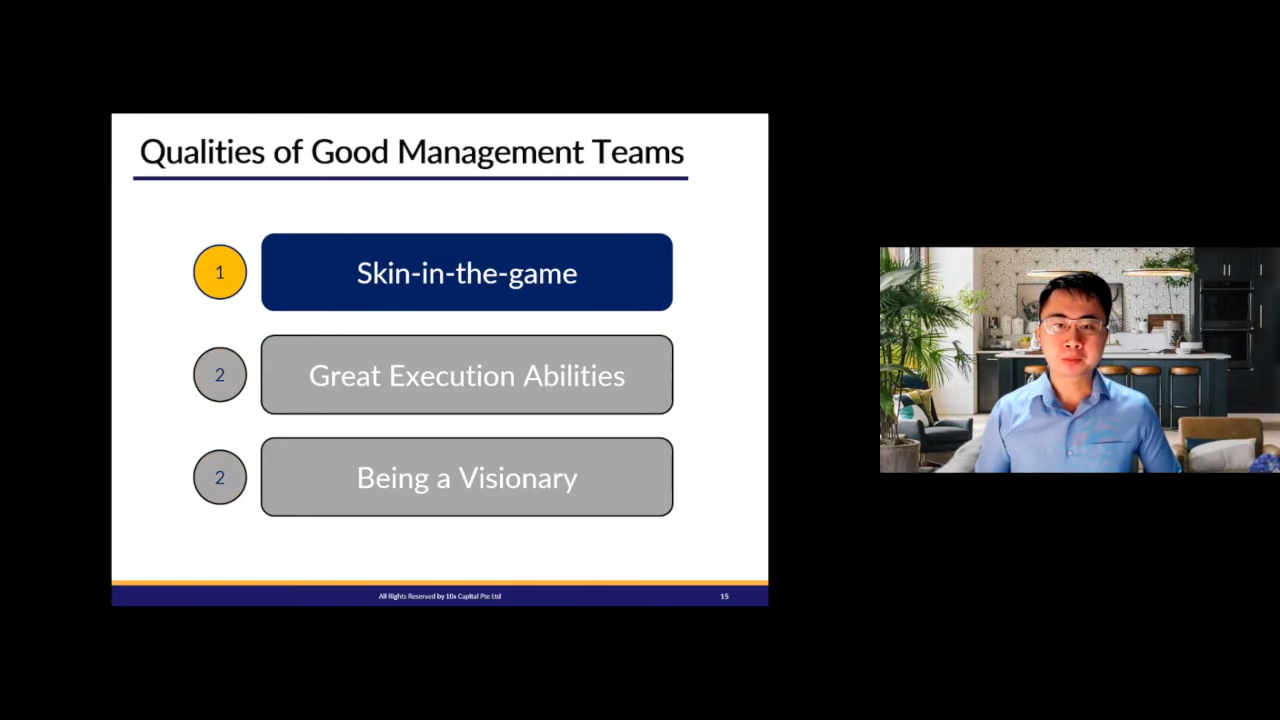 Qualities of Good Management Teams
1
Skin-in-the-game
2
Great Execution Abilities
2
Being a Visionary
All Rights Reserved by 10x Capital Pte Ltd
15